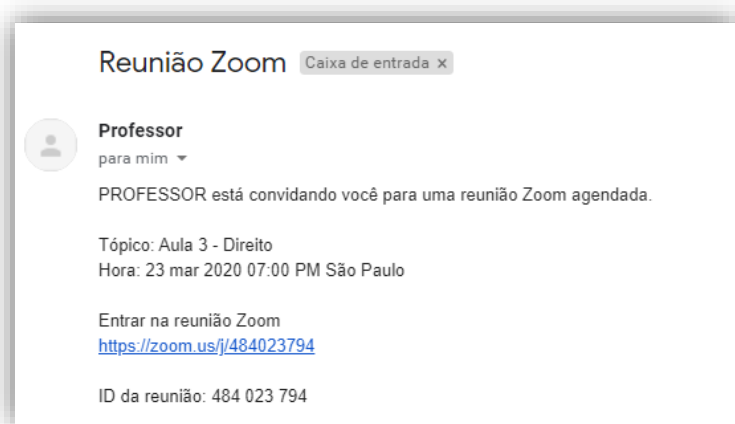 Reunião Zoom Caixa de entrada x
Professor
para mim
PROFESSOR está convidando você para uma reunião Zoom agendada.
Tópico: Aula 3 - Direito
Hora: 23 mar 2020 07:00 PM São Paulo
Entrar na reunião Zoom
https://zoom.us/j/484023794
ID da reunião: 484 023 794